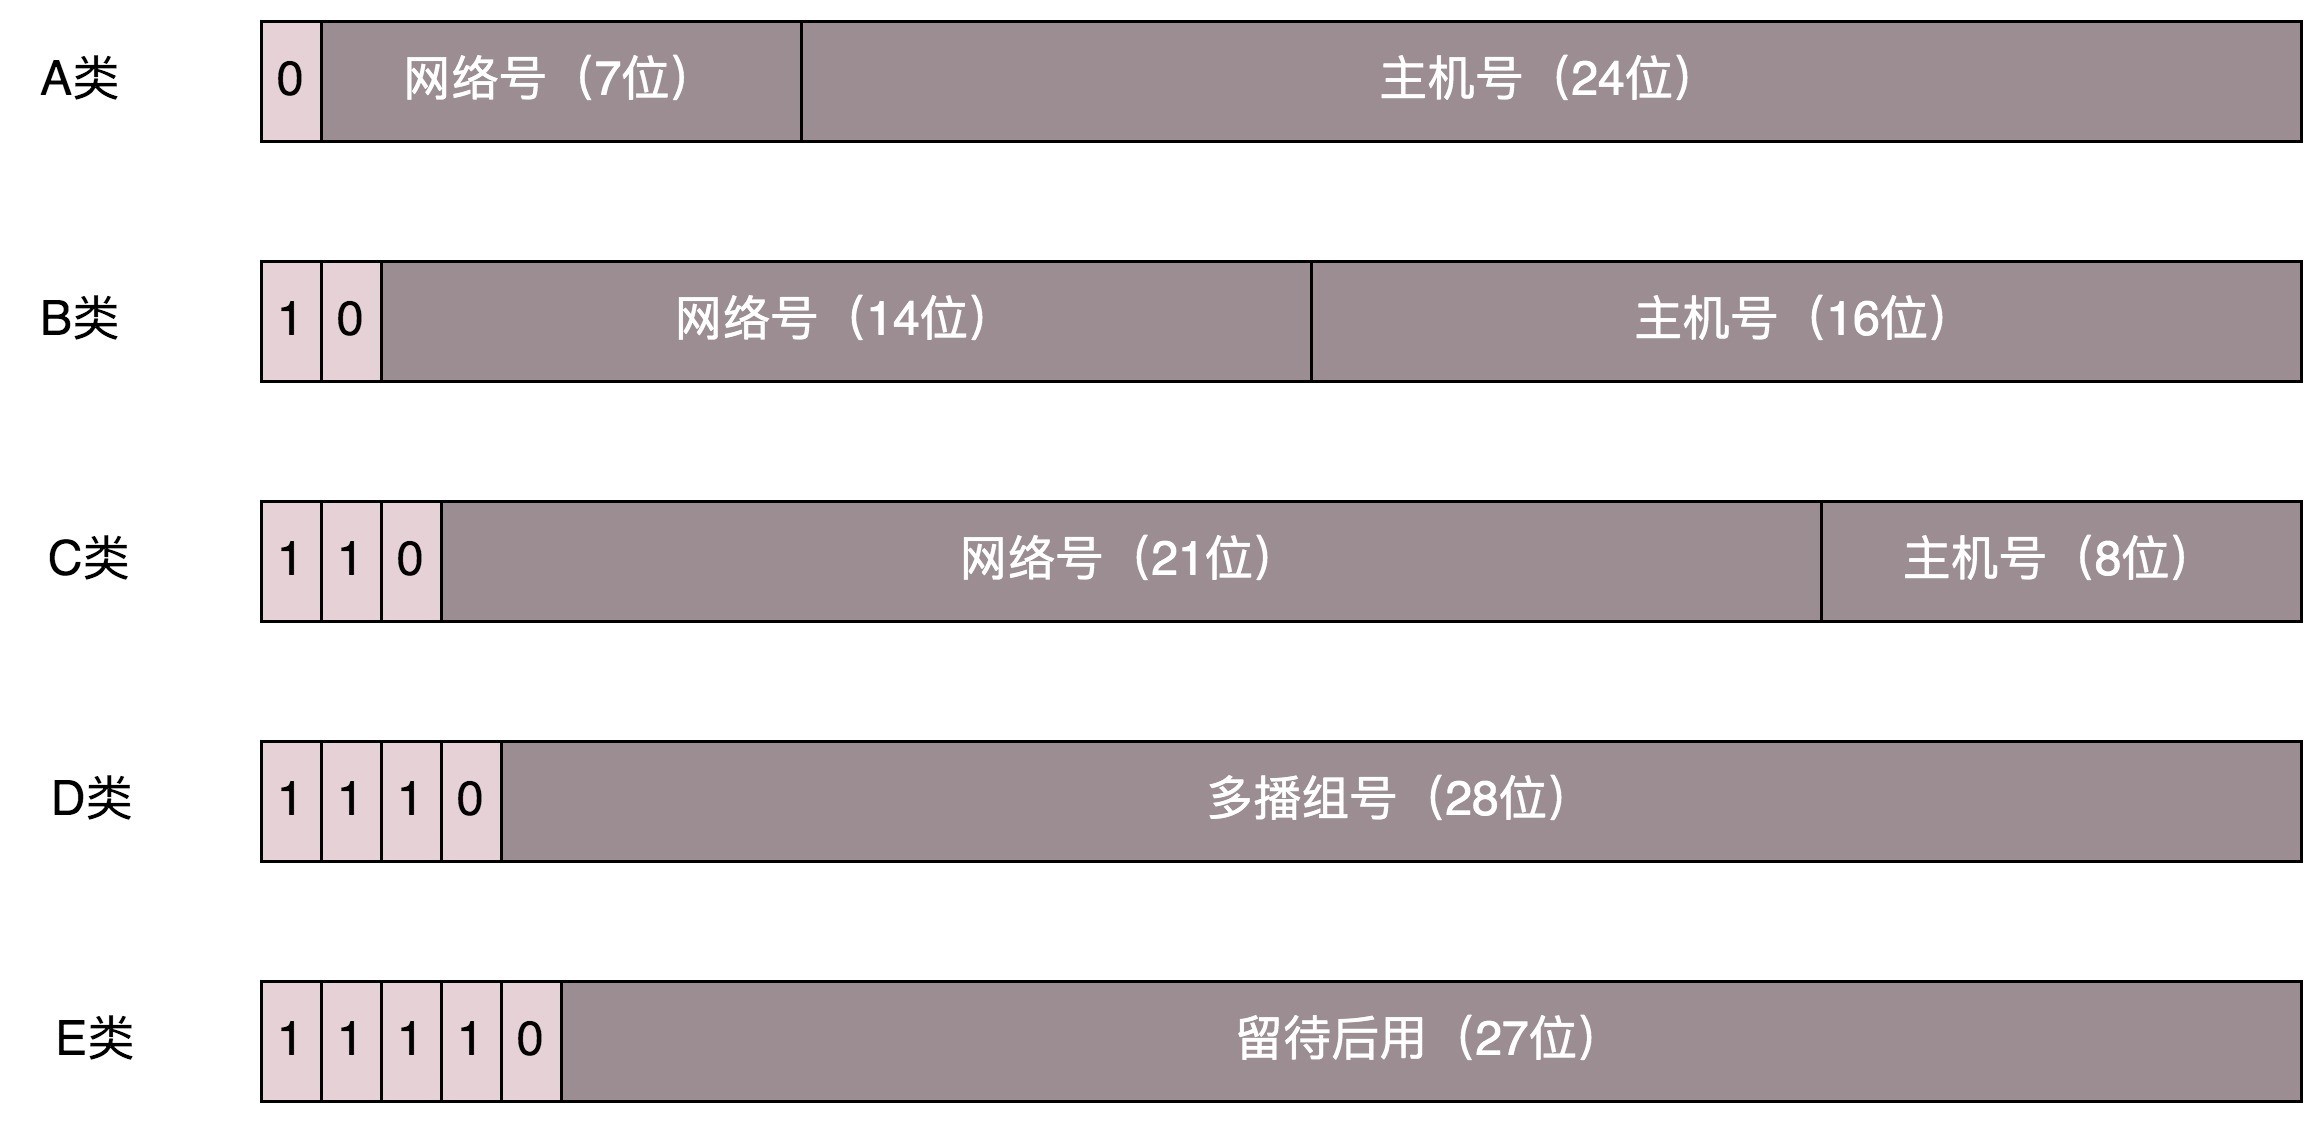 A类 0 网络号（7位） 主机号（24位）
B类 1 0 网络号（14位） 主机号（16位）
C类 1 1 0 网络号（21位） 主机号（8位）
D类 1 1 1 0 多播组号（28位）
E类 1 1 1 1 0 留待后用（27位）